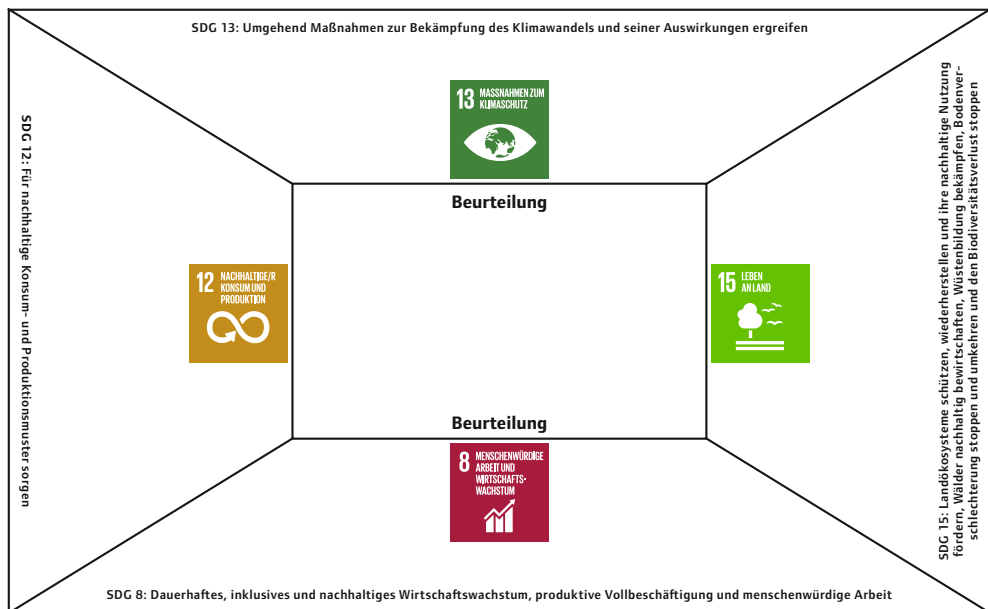 SDG 13: Umgehend Maßnahmen zur Bekämpfung des Klimawandels und seiner Auswirkungen ergreifen
13 MASSNAHMEN ZUM
KLIMASCHUTZ
SDG 12: Für nachhaltige Konsum- und Produktionsmuster sorgen
12 NACHHALTIGE/R
KONSUM UND
PRODUKTION
Beurteilung
Beurteilung
15 LEBEN
AN LAND
SDG 15: Landökosysteme schützen, wiederherstellen und ihre nachhaltige Nutzung
fördern, Wälder nachhaltig bewirtschaften, Wüstenbildung bekämpfen, Bodenver-
schlechterung stoppen und umkehren und den Biodiversitätsverlust stoppen
8 MENSCHENWÜRDIGE
ARBEIT UND
WIRTSCHAFTS-
WACHSTUM
SDG 8: Dauerhaftes, inklusives und nachhaltiges Wirtschaftswachstum, produktive Vollbeschäftigung und menschenwürdige Arbeit